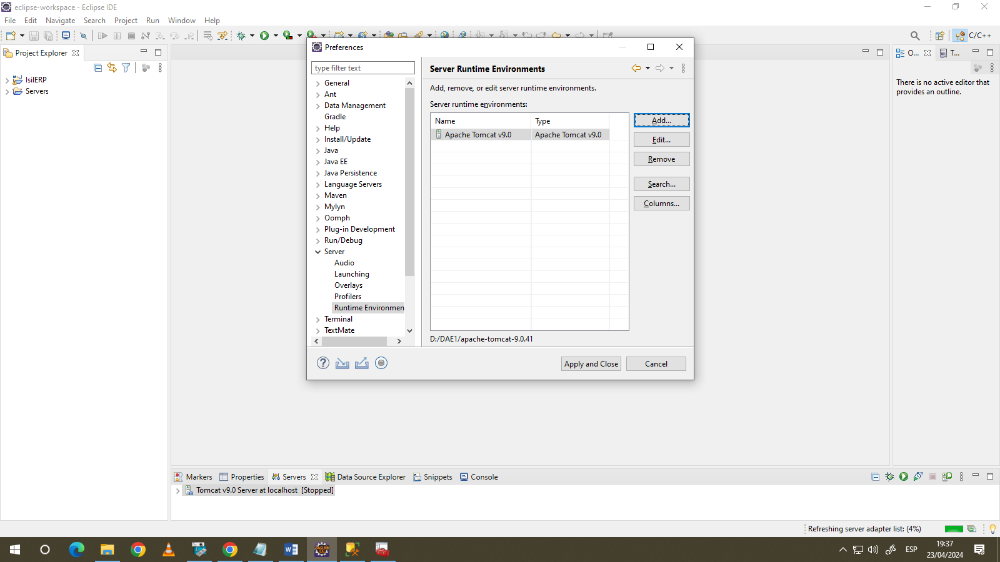 eclipse-workspace - Eclipse IDE
File Edit Navigate Search Project Run Window Help
C/C++
Project Explorer
IsilERP
Servers
Preferences
type filter text
General
Ant
Data Management
Gradle
Help
Install/Update
Java
Java EE
Java Persistence
Language Servers
Maven
Mylyn
Oomph
Plug-in Development
Run/Debug
Server
Audio
Launching
Overlays
Profilers
Runtime Environmen
Terminal
TextMate
Server Runtime Environments
Add, remove, or edit server runtime environments.
Server runtime environments:
Name Type
Apache Tomcat v9.0 Apache Tomcat v9.0
Add...
Edit...
Remove
Search...
Columns...
D:/DAE1/apache-tomcat-9.0.41
Apply and Close Cancel
O... T...
There is no active editor that
provides an outline.
Markers Properties Servers Data Source Explorer Snippets Console
Tomcat v9.0 Server at localhost [Stopped]
Refreshing server adapter list: (4%)
JAVA EE
IDE
ESP
19:37
23/04/2024